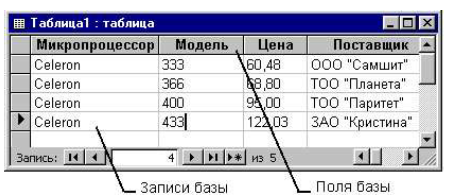 Таблица1 : таблица
Микропроцессор Модель Цена Поставщик
Celeron 333 60,48 ООО "Самшит"
Celeron 366 68,80 ТОО "Планета"
Celeron 400 95,00 ТОО "Паритет"
Celeron 433 122,03 ЗАО "Кристина"
Запись: 4 из 5
Записи базы Поля базы